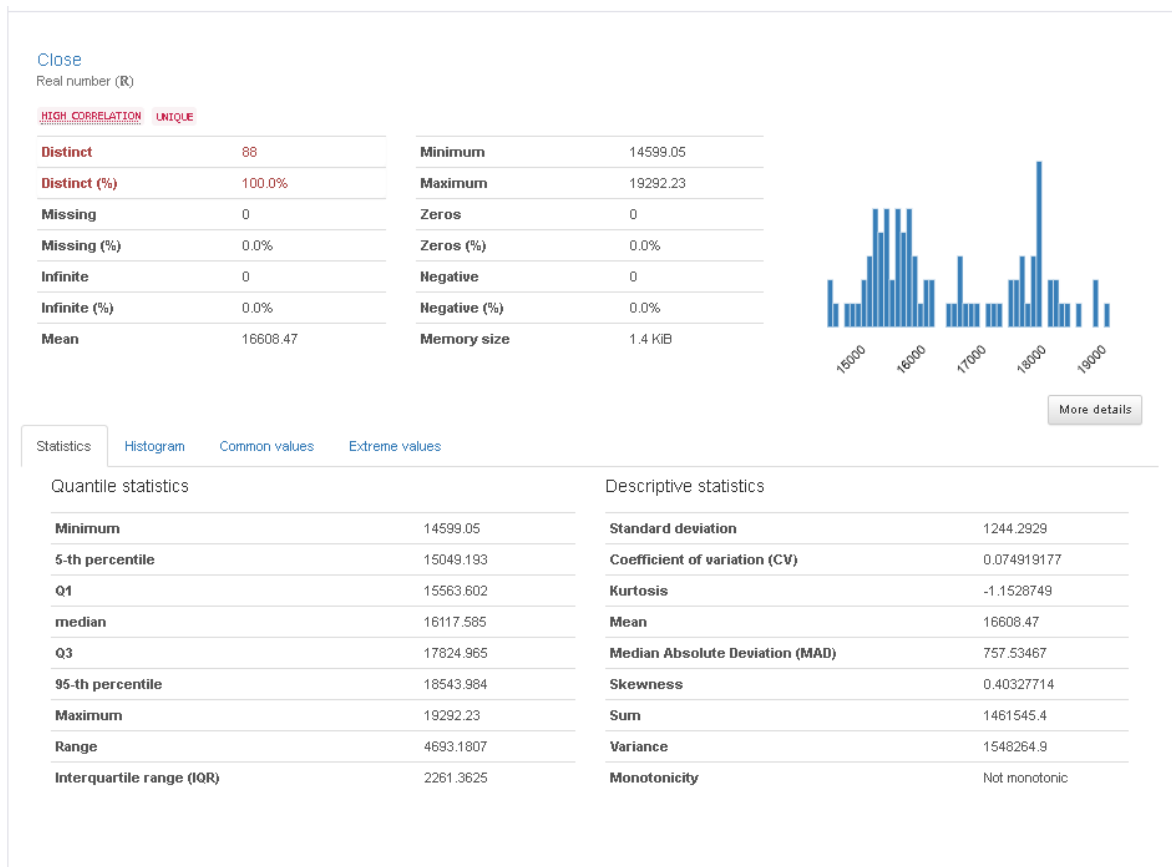 Close
Real number (ℝ)
HIGH CORRELATION UNIQUE
Distinct 88
Distinct (%) 100.0%
Missing 0
Missing (%) 0.0%
Infinite 0
Infinite (%) 0.0%
Mean 16608.47
Minimum 14599.05
Maximum 19292.23
Zeros 0
Zeros (%) 0.0%
Negative 0
Negative (%) 0.0%
Memory size 1.4 KiB
15000 16000 17000 18000 19000
More details
Statistics Histogram Common values Extreme values
Quantile statistics
Minimum 14599.05
5-th percentile 15049.193
Q1 15563.602
median 16117.585
Q3 17824.965
95-th percentile 18543.984
Maximum 19292.23
Range 4693.1807
Interquartile range (IQR) 2261.3625
Descriptive statistics
Standard deviation 1244.2929
Coefficient of variation (CV) 0.074919177
Kurtosis -1.1528749
Mean 16608.47
Median Absolute Deviation (MAD) 757.53467
Skewness 0.40327714
Sum 1461545.4
Variance 1548264.9
Monotonicity Not monotonic